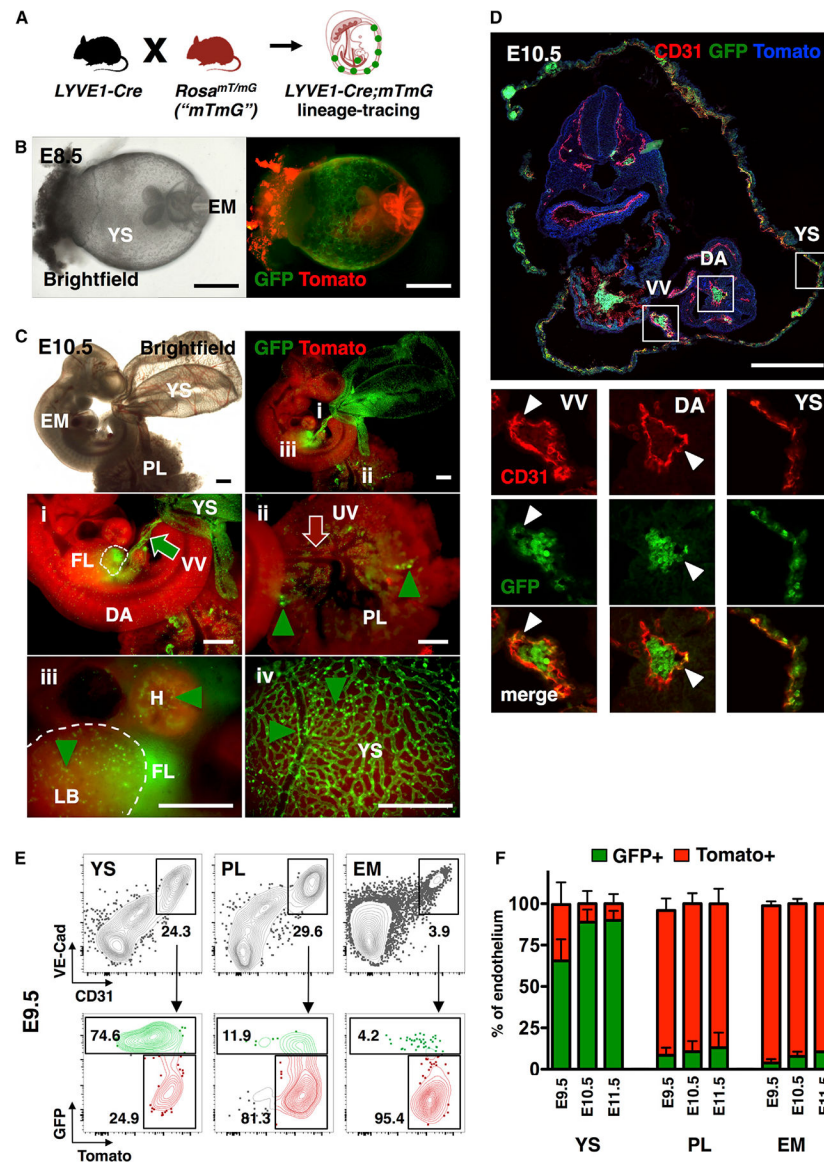 A
X
LYVE1-Cre
Rosa^mT/mG
("mTmG")
LYVE1-Cre;mTmG
lineage-tracing
B
E8.5
EM
YS
Brightfield
GFP Tomato
C
E10.5
Brightfield
YS
EM
PL
GFP Tomato
i
iii
ii
i
YS
FL
VV
DA
ii
UV
PL
iii
H
FL
LB
iv
YS
D
E10.5
CD31 GFP Tomato
YS
DA
VV
VV
DA
YS
CD31
GFP
merge
E
YS
PL
EM
24.3
29.6
3.9
VE-Cad
CD31
E9.5
74.6
11.9
4.2
24.9
81.3
95.4
GFP
Tomato
F
GFP+ Tomato+
% of endothelium
100
75
50
25
0
E9.5
E10.5
E11.5
E9.5
E10.5
E11.5
E9.5
E10.5
E11.5
YS
PL
EM